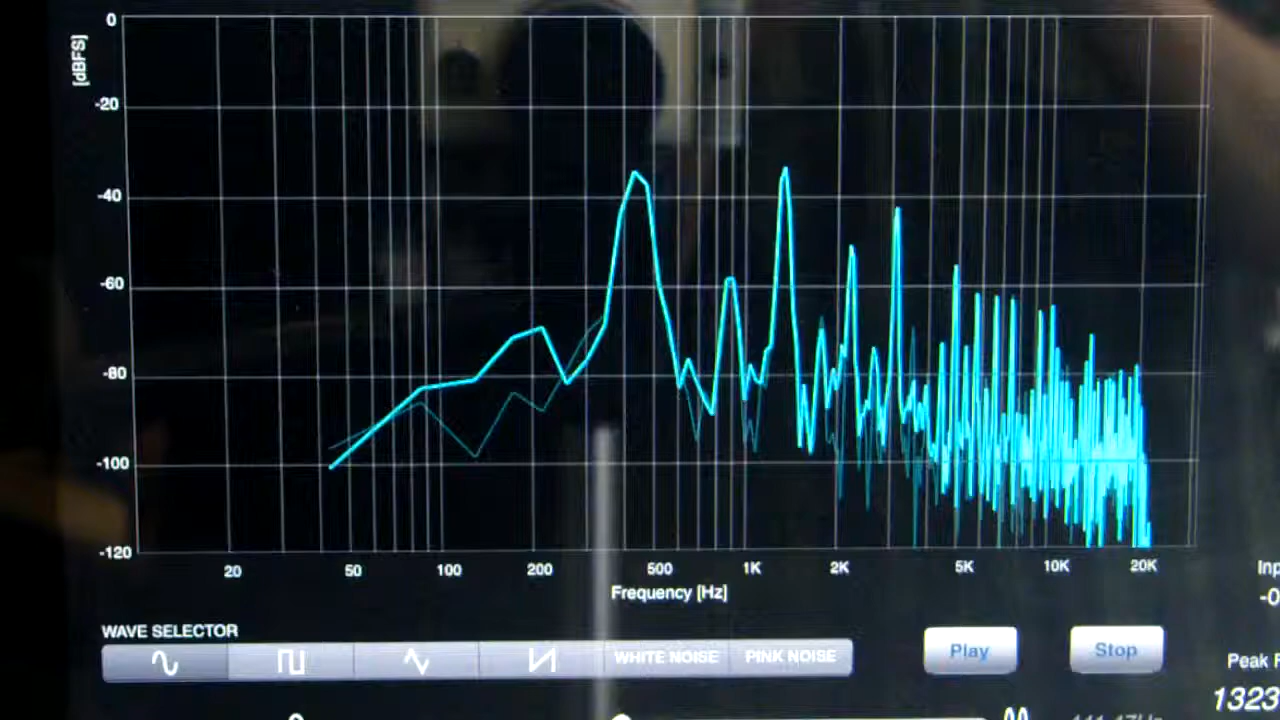 0
[dBFS]
-20
-40
-60
-80
-100
-120
20 50 100 200 500 1K 2K 5K 10K 20K
Frequency [Hz]
-0
WAVE SELECTOR
WHITE NOISE PINK NOISE Play Stop
Peak
1323